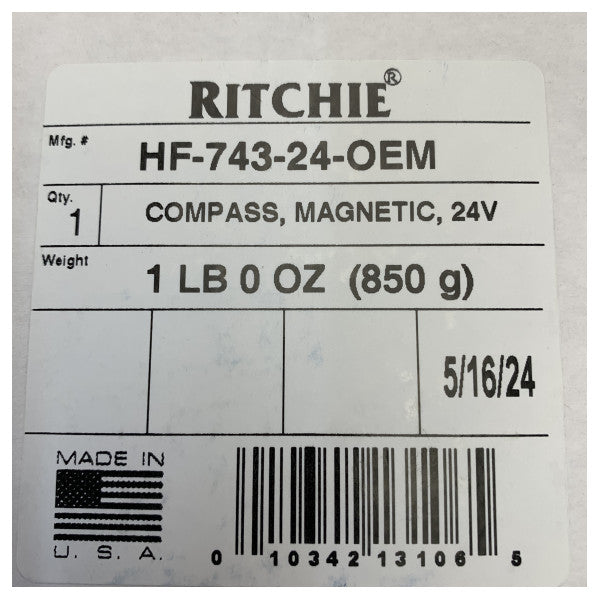 RITCHIE®
Mfg. #
HF-743-24-OEM
Qty.
1
COMPASS, MAGNETIC, 24V
Weight
1 LB 0 OZ (850 g)
5/16/24
MADE IN
U. S. A.
0 10342 13106 5